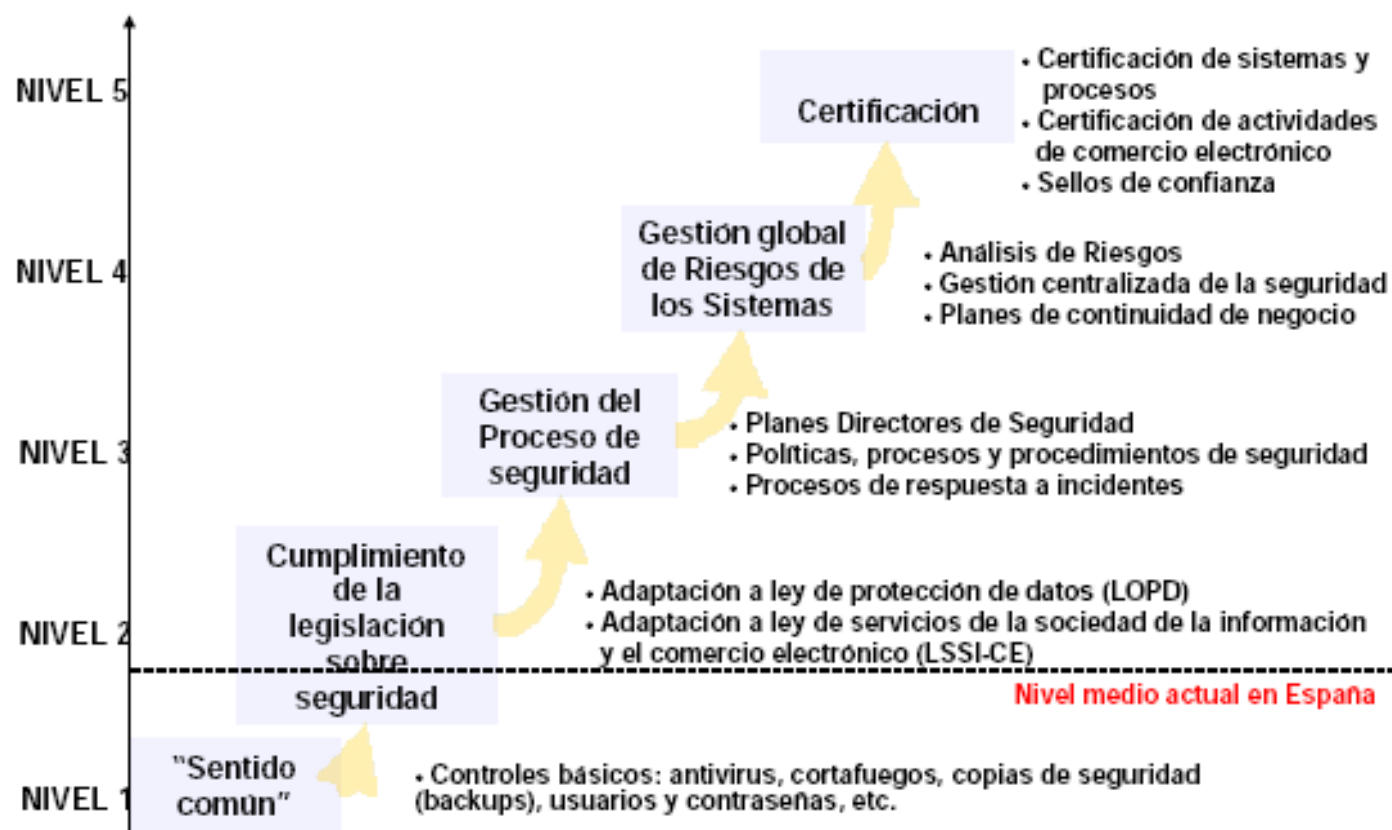 NIVEL 5
Certificación
• Certificación de sistemas y
procesos
• Certificación de actividades
de comercio electrónico
• Sellos de confianza
NIVEL 4
Gestión global
de Riesgos de
los Sistemas
• Análisis de Riesgos
• Gestión centralizada de la seguridad
• Planes de continuidad de negocio
NIVEL 3
Gestión del
Proceso de
seguridad
• Planes Directores de Seguridad
• Políticas, procesos y procedimientos de seguridad
• Procesos de respuesta a incidentes
NIVEL 2
Cumplimiento
de la
legislación
sobre
seguridad
• Adaptación a ley de protección de datos (LOPD)
• Adaptación a ley de servicios de la sociedad de la información
y el comercio electrónico (LSSI-CE)
Nivel medio actual en España
NIVEL 1
"Sentido
común"
• Controles básicos: antivirus, cortafuegos, copias de seguridad
(backups), usuarios y contraseñas, etc.